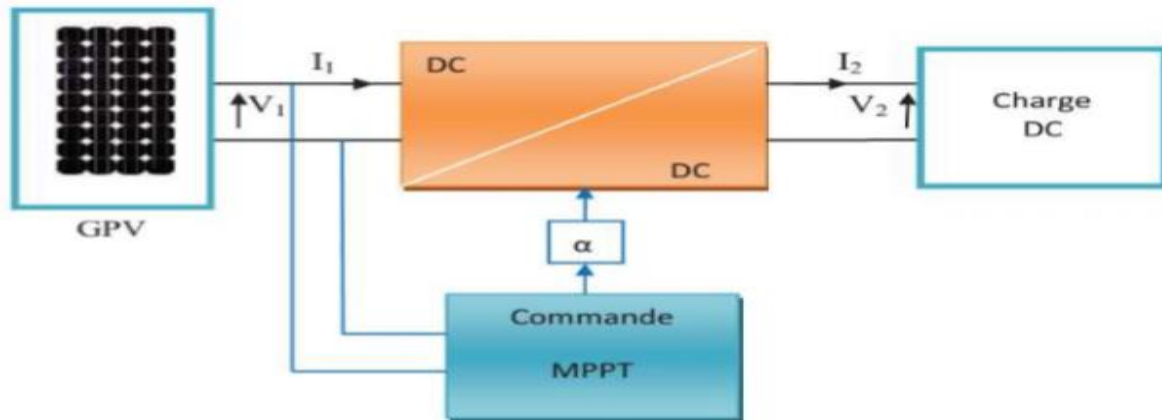 I₁
V₁
GPV
DC
DC
I₂
V₂
Charge
DC
α
Commande
MPPT